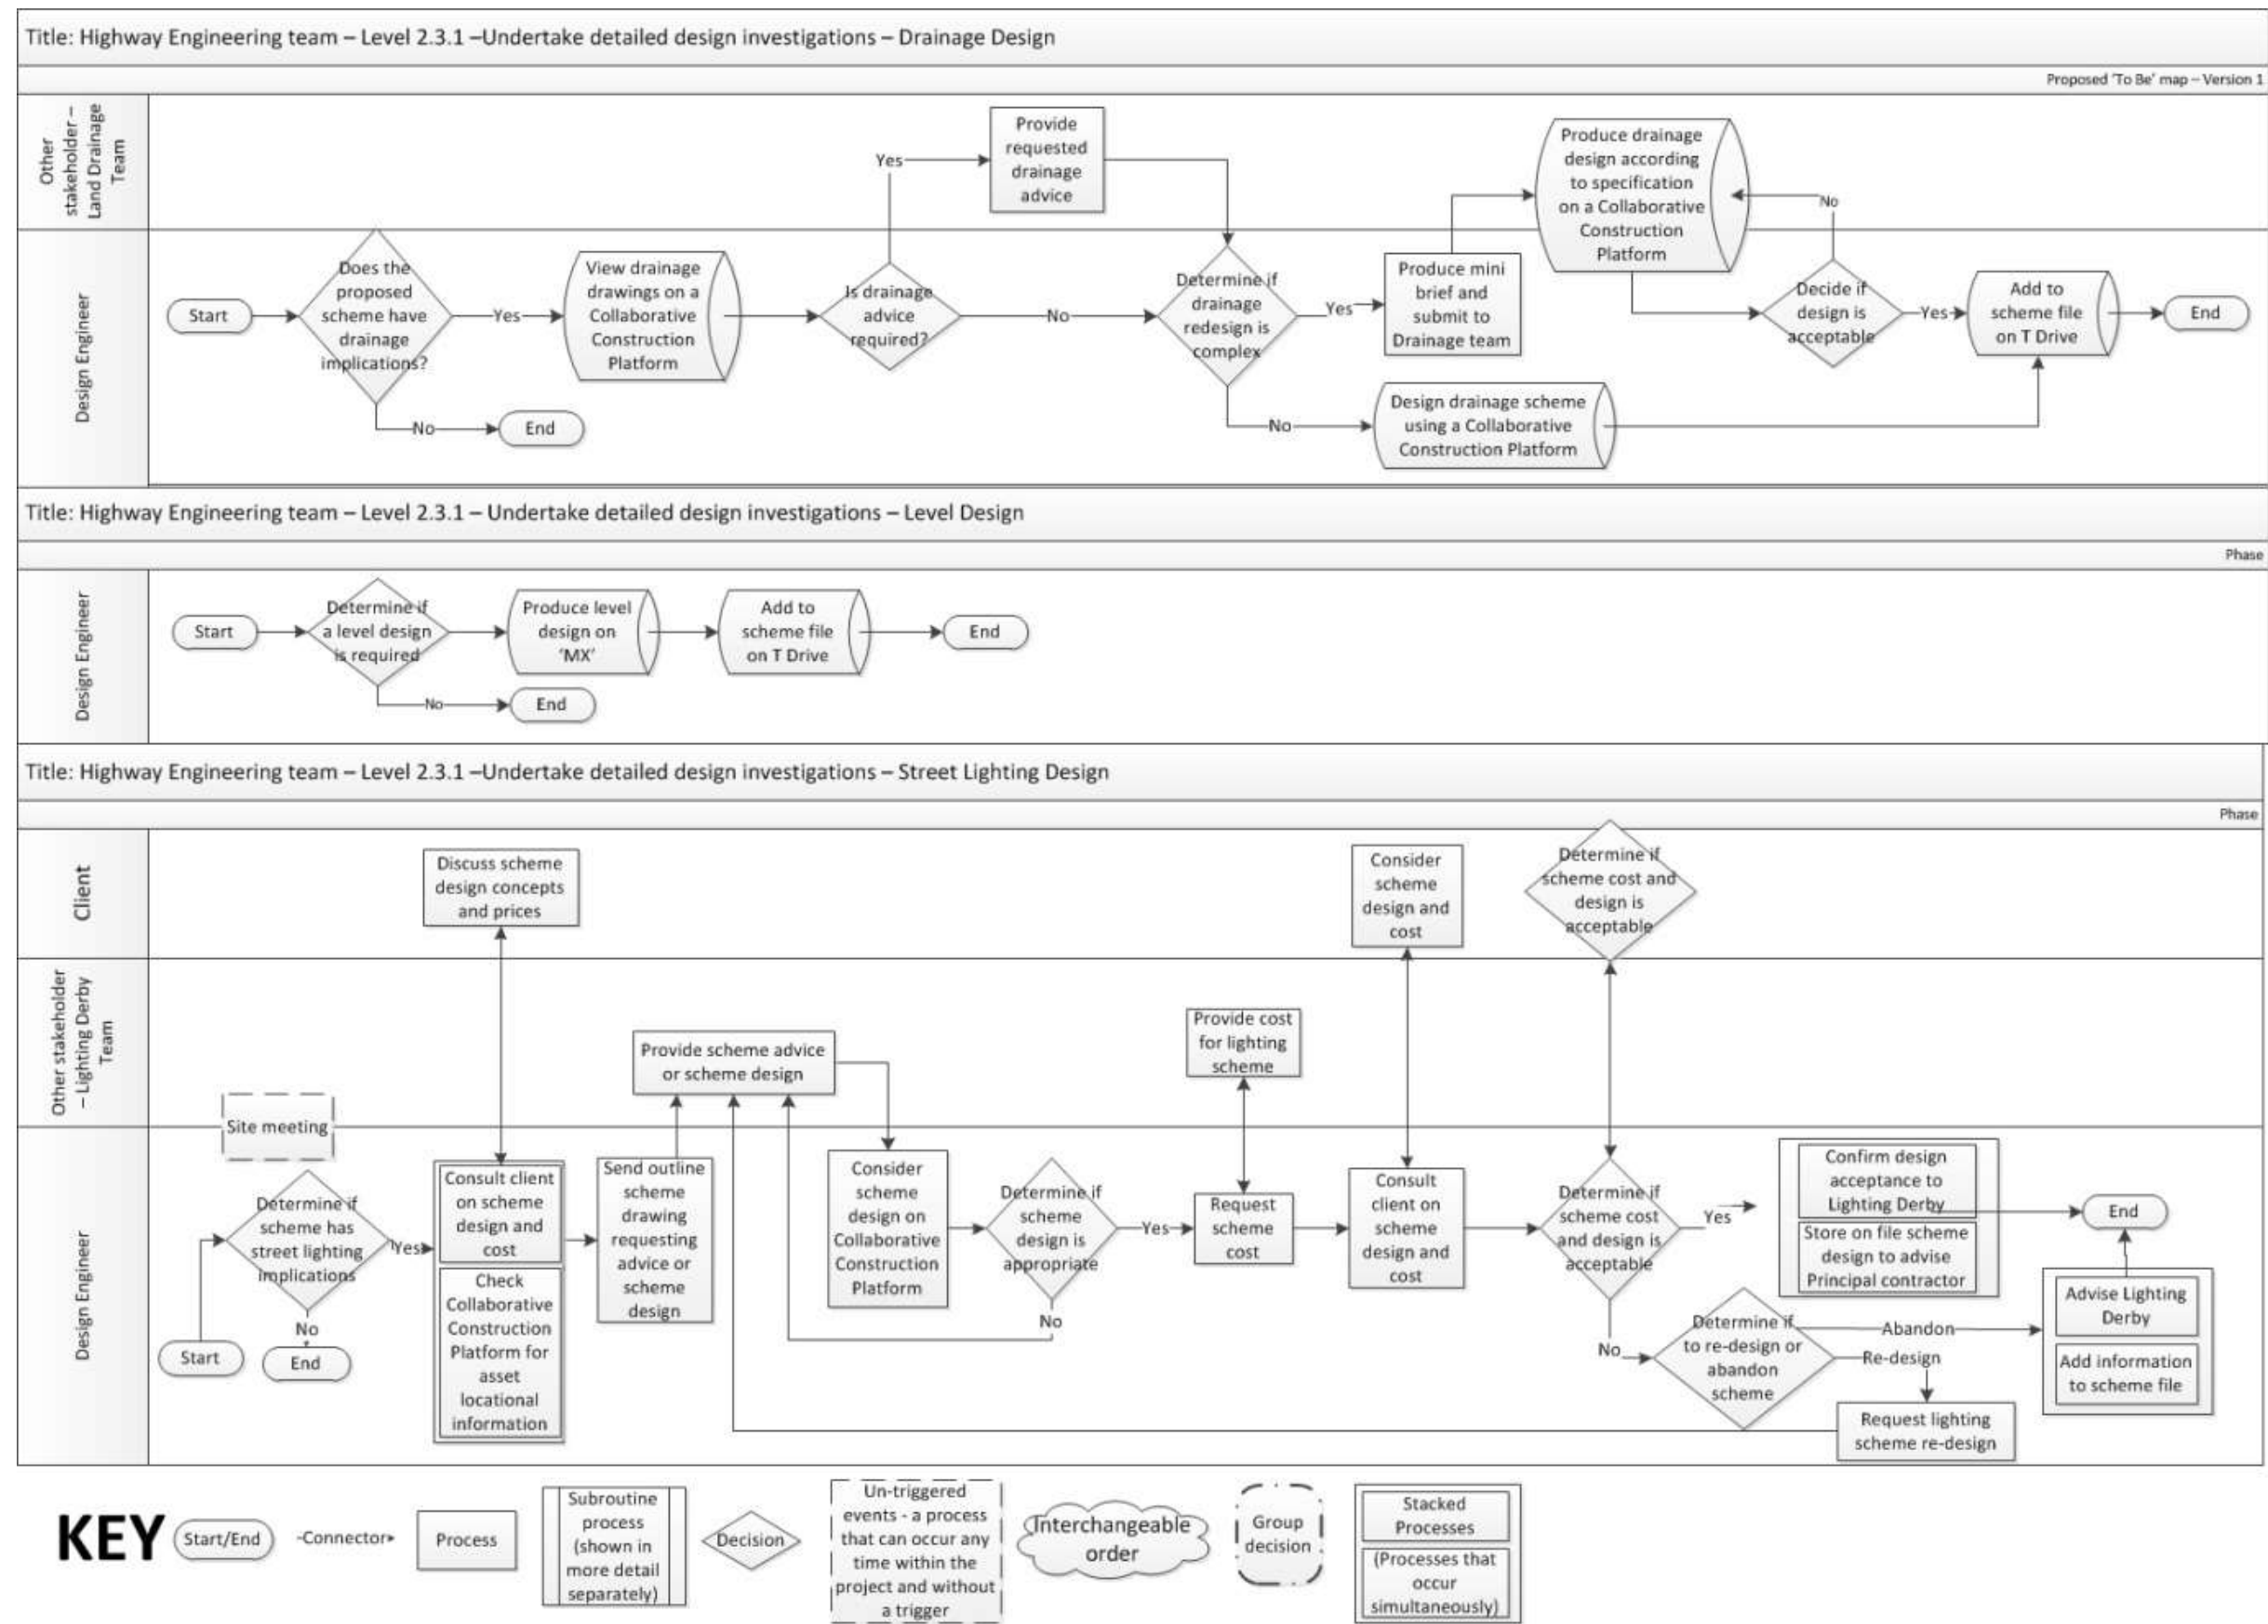 Title: Highway Engineering team – Level 2.3.1 –Undertake detailed design investigations – Drainage Design
Proposed 'To Be' map – Version 1
Other
stakeholder –
Land Drainage
Team
Provide
requested
drainage
advice
Yes
Produce drainage
design according
to specification
on a Collaborative
Construction
Platform
No
Design Engineer
Start
Does the
proposed
scheme have
drainage
implications?
Yes
No
End
View drainage
drawings on a
Collaborative
Construction
Platform
Is drainage
advice
required?
No
Determine if
drainage
redesign is
complex
Yes
No
Produce mini
brief and
submit to
Drainage team
Design drainage scheme
using a Collaborative
Construction Platform
Decide if
design is
acceptable
Yes
Add to
scheme file
on T Drive
End
Title: Highway Engineering team – Level 2.3.1 – Undertake detailed design investigations – Level Design
Phase
Design Engineer
Start
Determine if
a level design
is required
No
End
Produce level
design on
'MX'
Add to
scheme file
on T Drive
End
Title: Highway Engineering team – Level 2.3.1 –Undertake detailed design investigations – Street Lighting Design
Phase
Client
Discuss scheme
design concepts
and prices
Consider
scheme
design and
cost
Determine if
scheme cost and
design is
acceptable
Other stakeholder
– Lighting Derby
Team
Provide scheme advice
or scheme design
Provide cost
for lighting
scheme
Site meeting
Design Engineer
Start
Determine if
scheme has
street lighting
implications
Yes
No
End
Consult client
on scheme
design and
cost
Check
Collaborative
Construction
Platform for
asset
locational
information
Send outline
scheme
drawing
requesting
advice or
scheme
design
Consider
scheme
design on
Collaborative
Construction
Platform
Determine if
scheme
design is
appropriate
Yes
No
Request
scheme
cost
Consult
client on
scheme
design and
cost
Determine if
scheme cost
and design is
acceptable
Yes
No
Confirm design
acceptance to
Lighting Derby
Store on file scheme
design to advise
Principal contractor
End
Determine if
to re-design or
abandon
scheme
Abandon
Re-design
Advise Lighting
Derby
Add information
to scheme file
Request lighting
scheme re-design
KEY
Start/End
Connector
Process
Subroutine
process
(shown in
more detail
separately)
Decision
Un-triggered
events - a process
that can occur any
time within the
project and without
a trigger
Interchangeable
order
Group
decision
Stacked
Processes
(Processes that
occur
simultaneously)